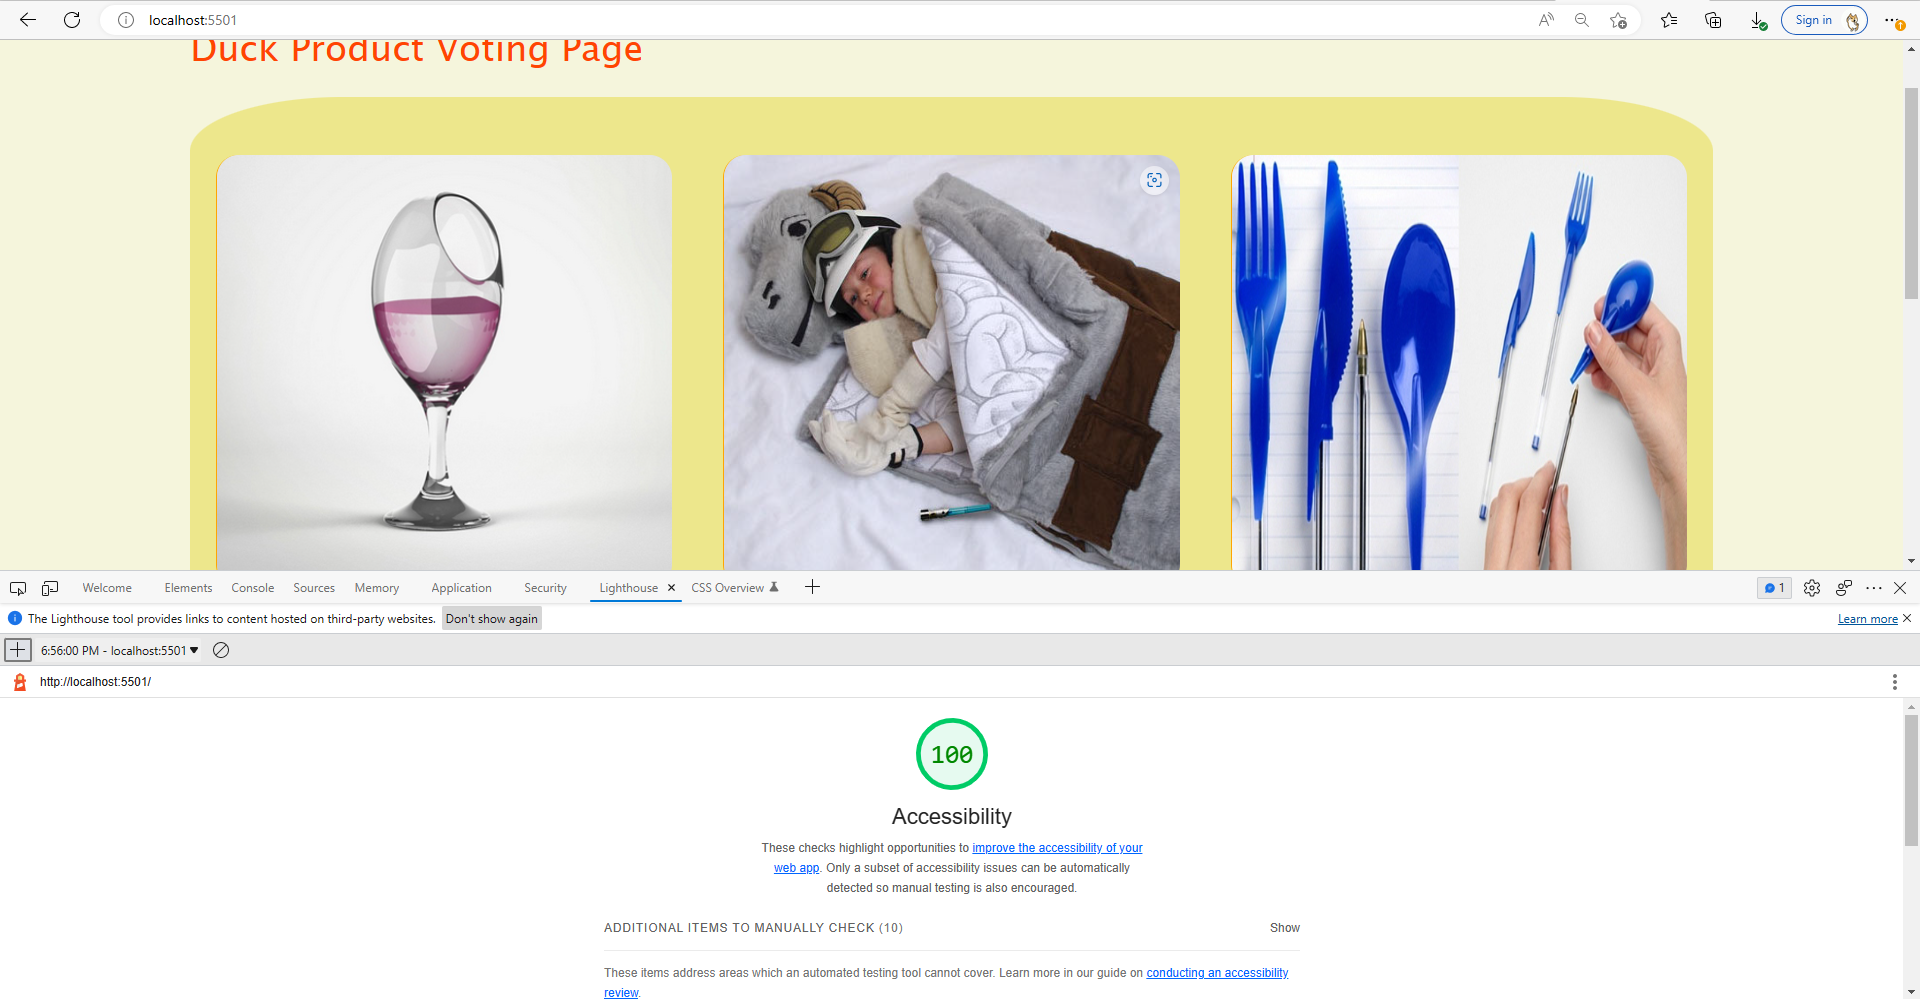 localhost:5501
Sign in
Duck Product Voting Page
Welcome Elements Console Sources Memory Application Security Lighthouse CSS Overview 1
The Lighthouse tool provides links to content hosted on third-party websites. Don't show again Learn more
6:56:00 PM - localhost:5501
http://localhost:5501/
100
Accessibility
These checks highlight opportunities to improve the accessibility of your
web app. Only a subset of accessibility issues can be automatically
detected so manual testing is also encouraged.
ADDITIONAL ITEMS TO MANUALLY CHECK (10) Show
These items address areas which an automated testing tool cannot cover. Learn more in our guide on conducting an accessibility
review.